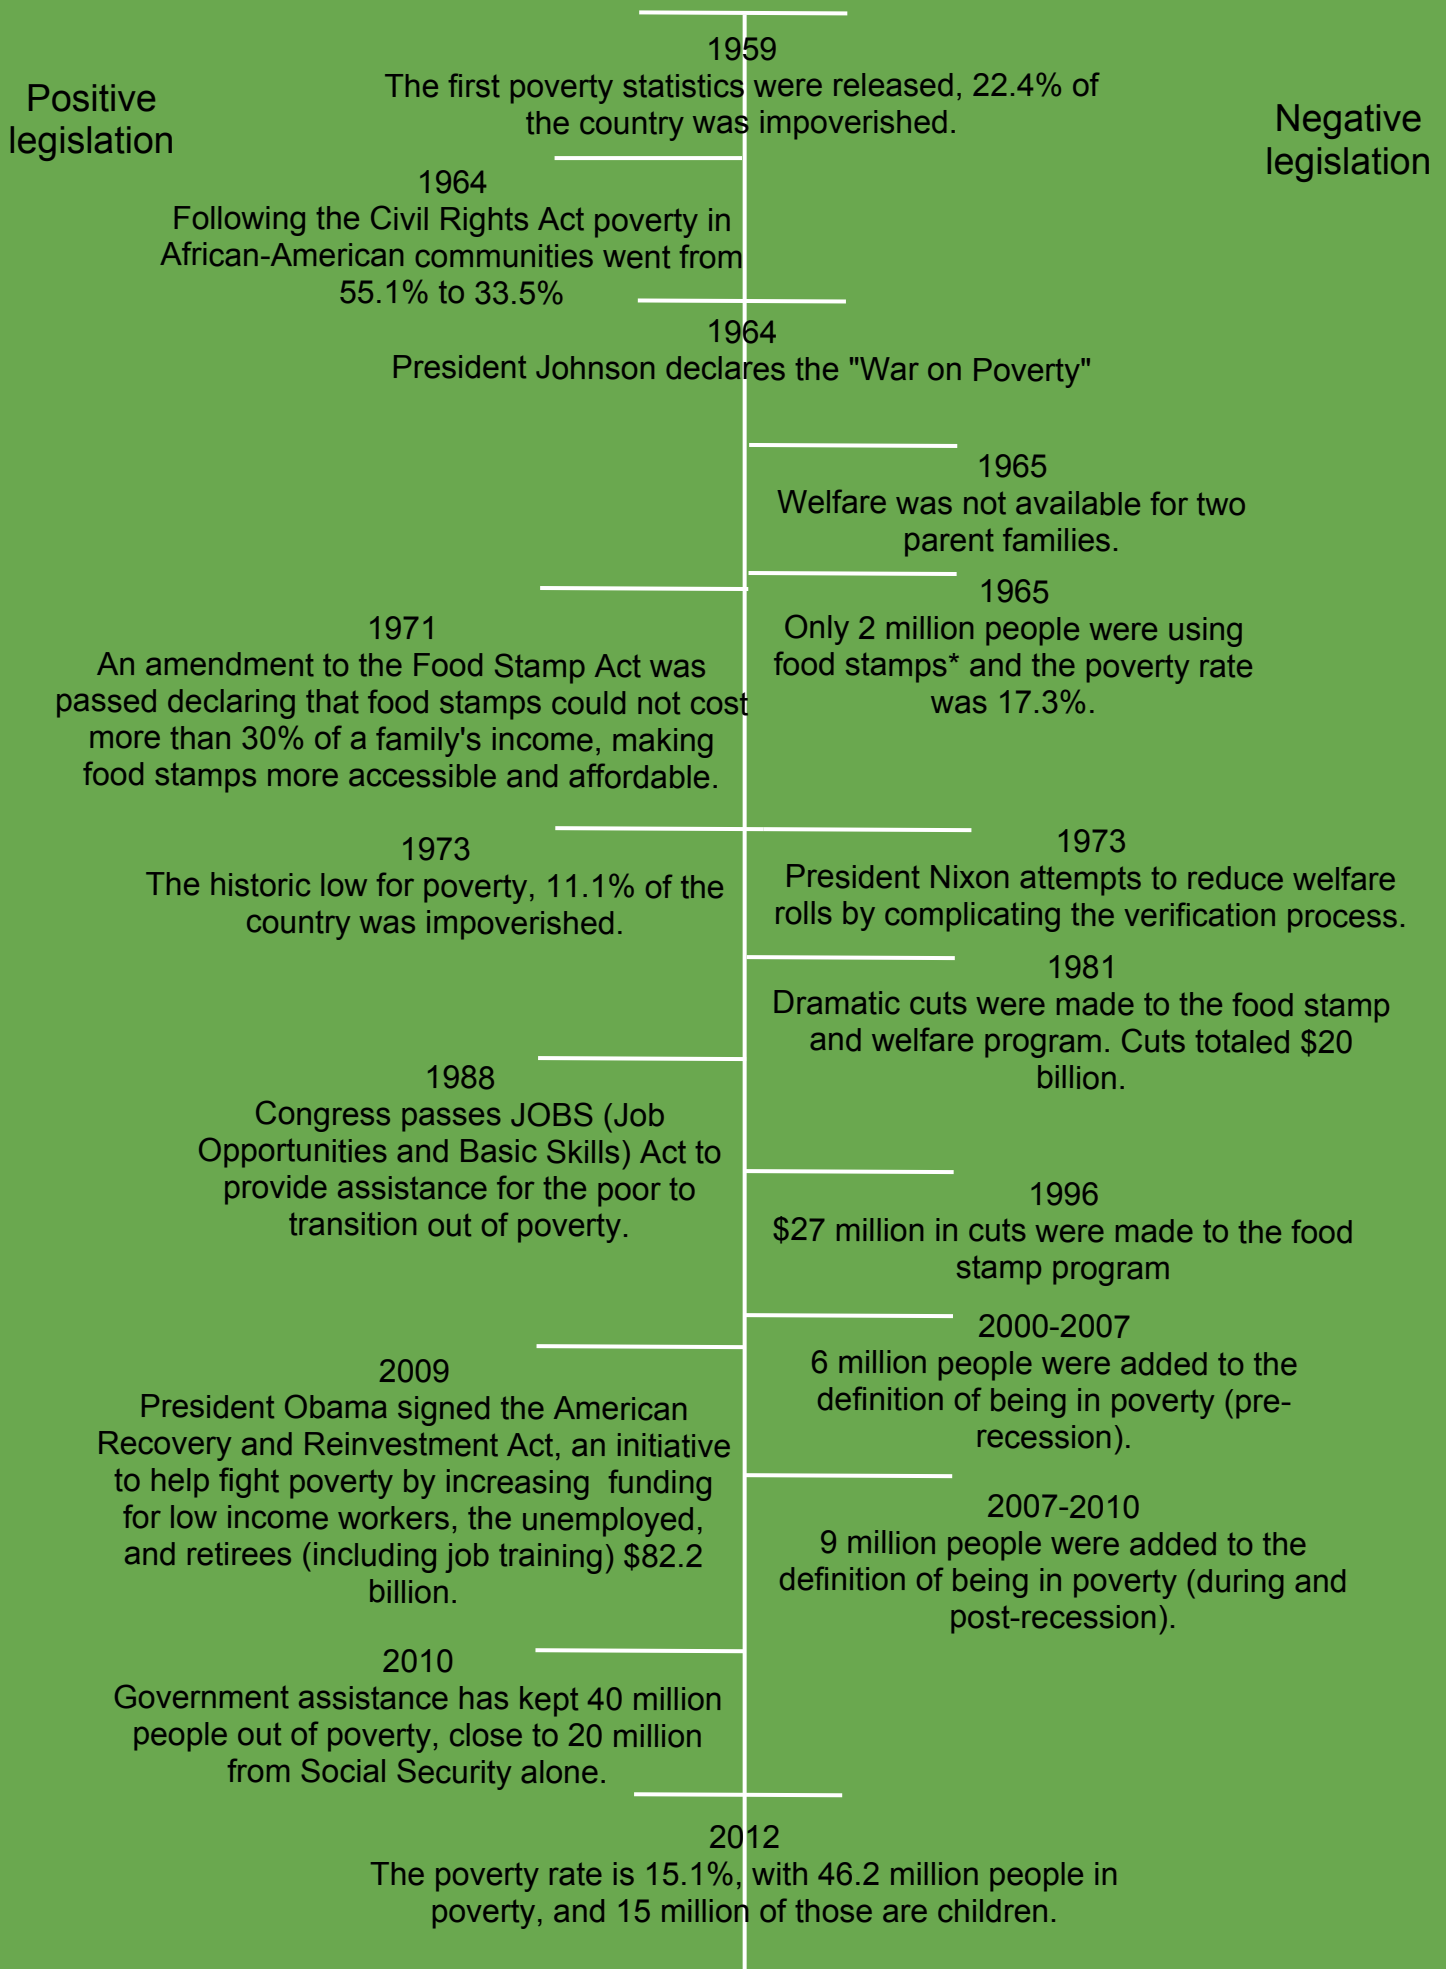 1959
The first poverty statistics were released, 22.4% of
the country was impoverished.
Positive
legislation
Negative
legislation
1964
Following the Civil Rights Act poverty in
African-American communities went from
55.1% to 33.5%
1964
President Johnson declares the "War on Poverty"
1965
Welfare was not available for two
parent families.
1965
Only 2 million people were using
food stamps* and the poverty rate
was 17.3%.
1971
An amendment to the Food Stamp Act was
passed declaring that food stamps could not cost
more than 30% of a family's income, making
food stamps more accessible and affordable.
1973
The historic low for poverty, 11.1% of the
country was impoverished.
1973
President Nixon attempts to reduce welfare
rolls by complicating the verification process.
1981
Dramatic cuts were made to the food stamp
and welfare program. Cuts totaled $20
billion.
1988
Congress passes JOBS (Job
Opportunities and Basic Skills) Act to
provide assistance for the poor to
transition out of poverty.
1996
$27 million in cuts were made to the food
stamp program
2000-2007
6 million people were added to the
definition of being in poverty (pre-
recession).
2009
President Obama signed the American
Recovery and Reinvestment Act, an initiative
to help fight poverty by increasing  funding
for low income workers, the unemployed,
and retirees (including job training) $82.2
billion.
2007-2010
9 million people were added to the
definition of being in poverty (during and
post-recession).
2010
Government assistance has kept 40 million
people out of poverty, close to 20 million
from Social Security alone.
2012
The poverty rate is 15.1%, with 46.2 million people in
poverty, and 15 million of those are children.